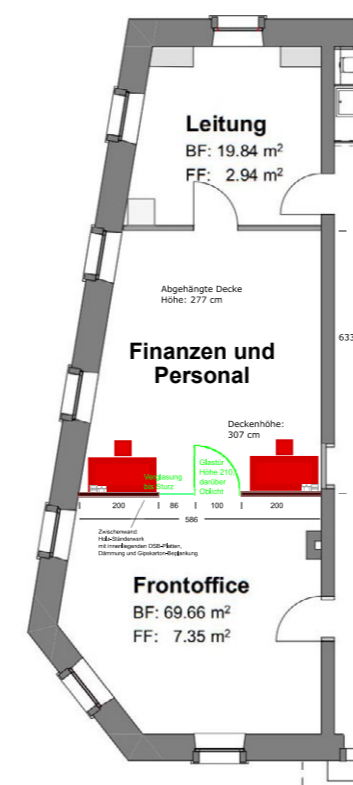 Leitung
BF: 19.84 m²
FF: 2.94 m²
Abgehängte Decke
Höhe: 277 cm
633
Finanzen und
Personal
Deckenhöhe:
307 cm
Verglasung
bis Sturz
Glastür
Höhe 210,
darüber
Oblicht
200
86
100
200
586
Zwischenwand:
Holz-Ständerwerk
mit innenliegenden OSB-Platten,
Dämmung und Gipskarton-Beplankung
Frontoffice
BF: 69.66 m²
FF: 7.35 m²